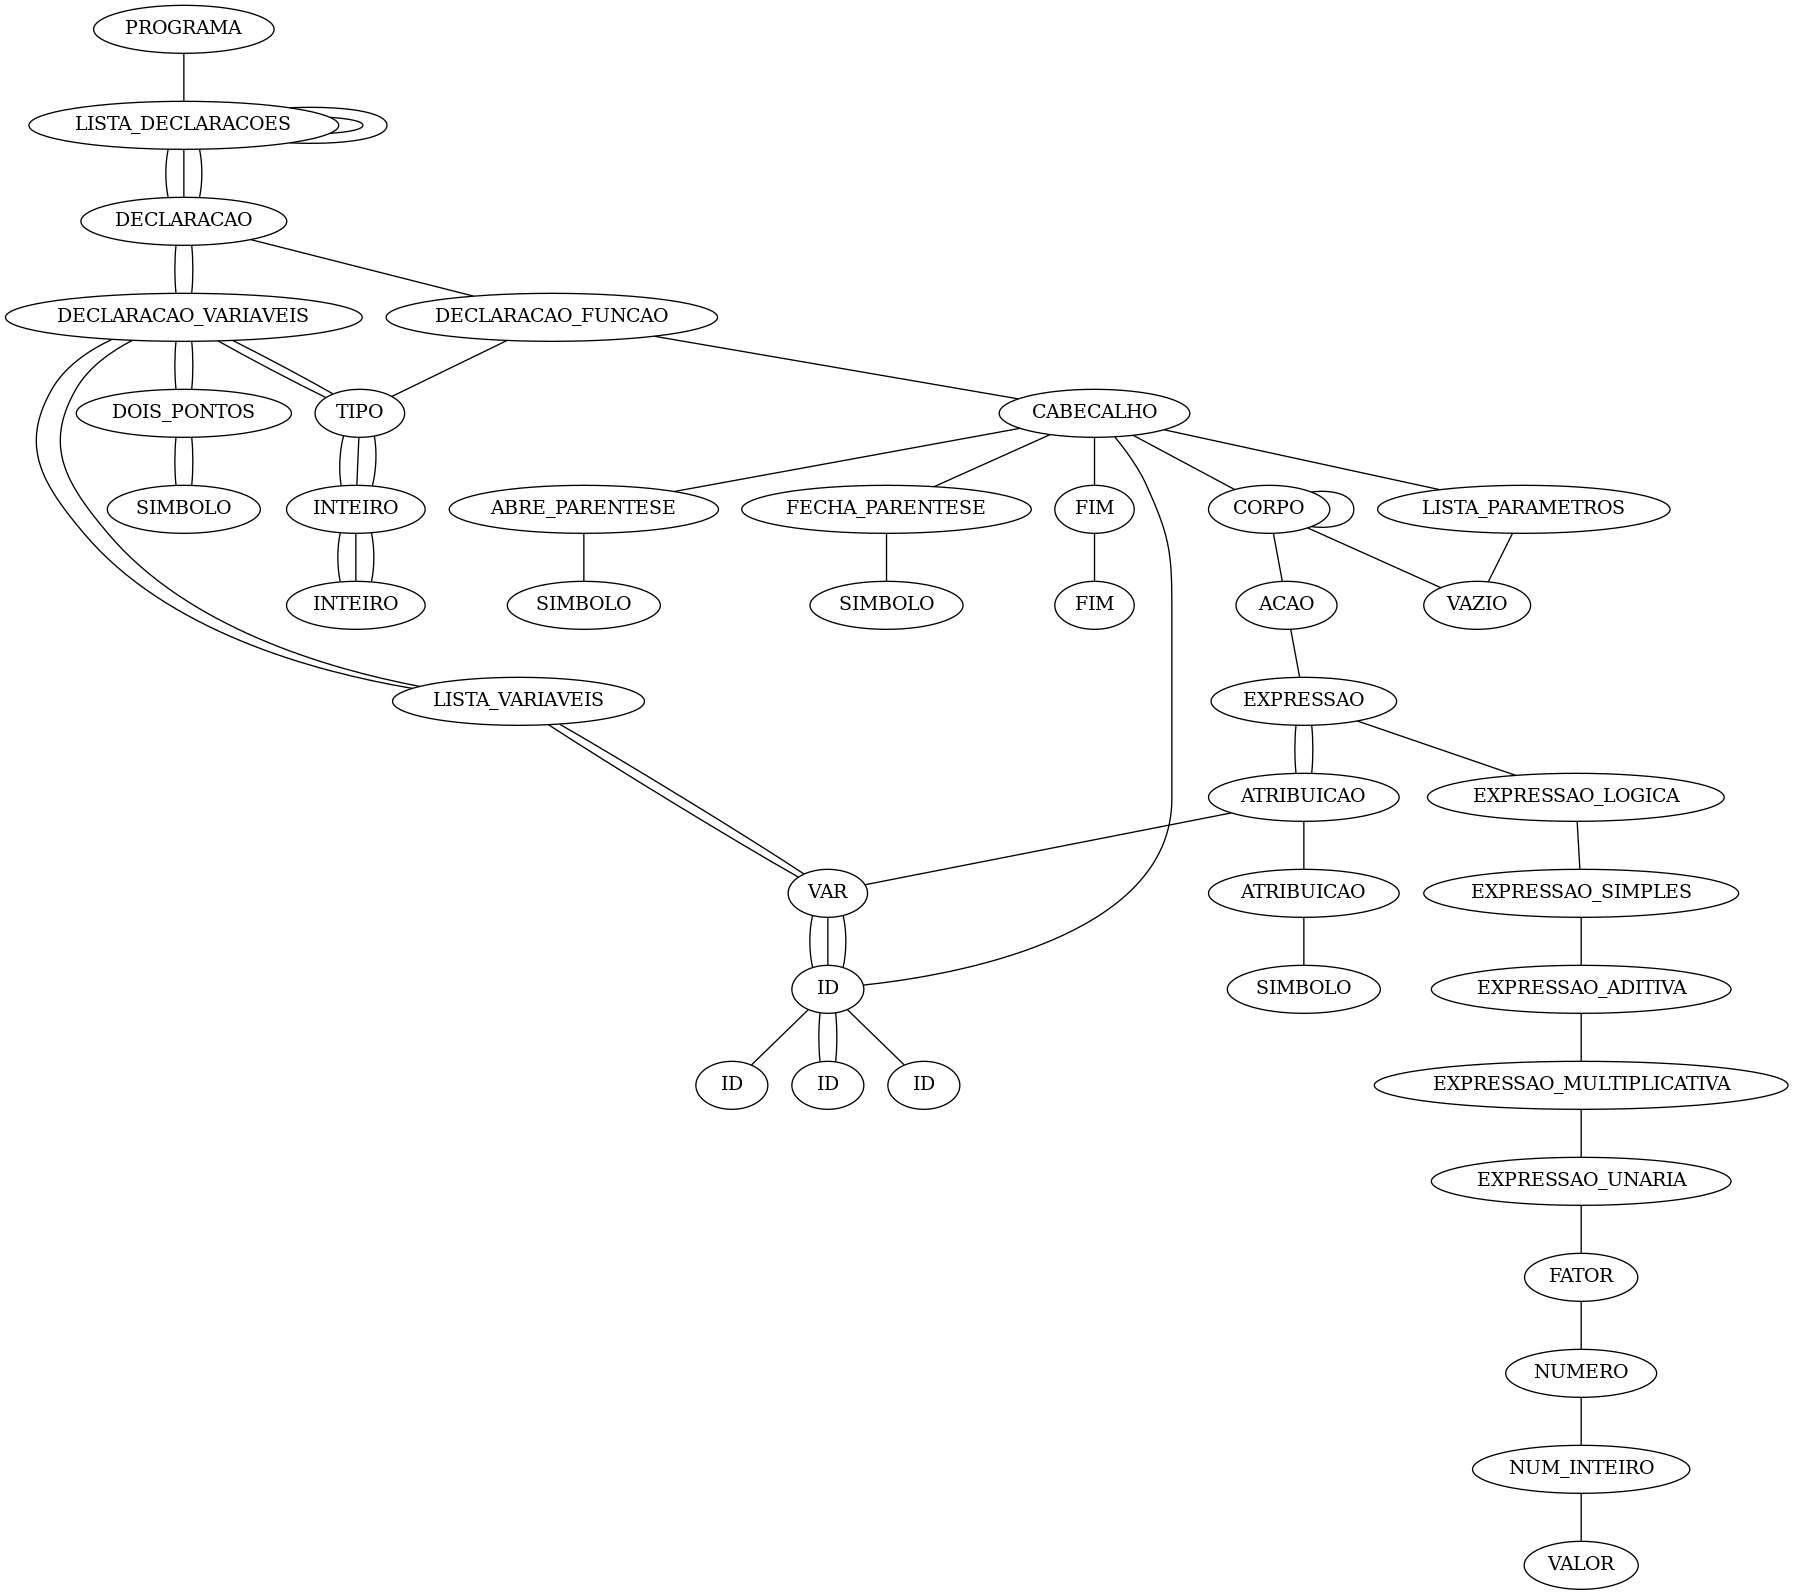 PROGRAMA
LISTA_DECLARACOES
DECLARACAO
DECLARACAO_VARIAVEIS
DECLARACAO_FUNCAO
DOIS_PONTOS
TIPO
CABECALHO
SIMBOLO
INTEIRO
ABRE_PARENTESE
FECHA_PARENTESE
FIM
CORPO
LISTA_PARAMETROS
INTEIRO
SIMBOLO
SIMBOLO
FIM
ACAO
VAZIO
LISTA_VARIAVEIS
EXPRESSAO
ATRIBUICAO
EXPRESSAO_LOGICA
VAR
ATRIBUICAO
EXPRESSAO_SIMPLES
ID
SIMBOLO
EXPRESSAO_ADITIVA
ID
ID
ID
EXPRESSAO_MULTIPLICATIVA
EXPRESSAO_UNARIA
FATOR
NUMERO
NUM_INTEIRO
VALOR